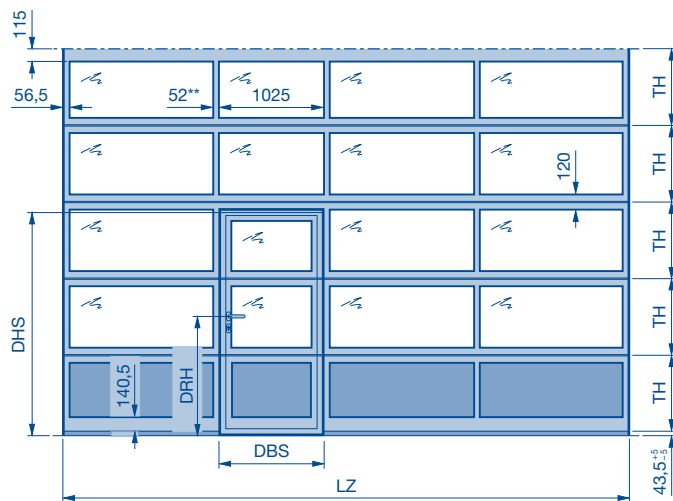 115
56,5
52**
1025
TH
TH
120
TH
DHS
TH
DRH
140,5
TH
DBS
43,5 +5 -5
LZ